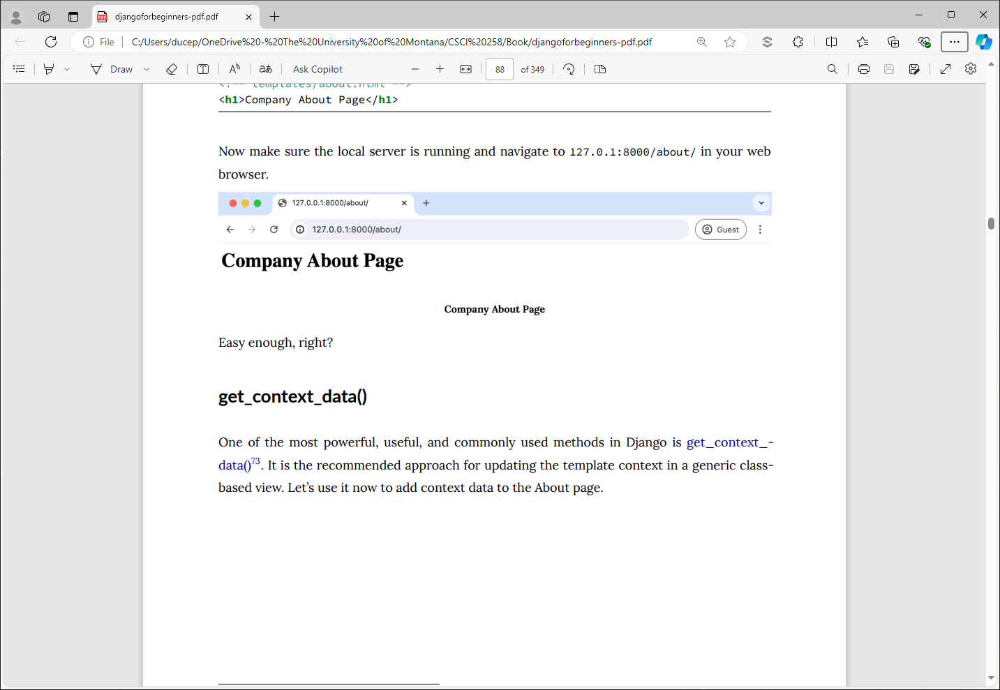 djangoforbeginners-pdf.pdf
File
C:/Users/ducep/OneDrive%20-%20The%20University%20of%20Montana/CSCI%20258/Book/djangoforbeginners-pdf.pdf
Draw
aあ
Ask Copilot
88 of 349
<!-- templates/about.html -->
<h1>Company About Page</h1>
Now make sure the local server is running and navigate to 127.0.1:8000/about/ in your web
browser.
127.0.0.1:8000/about/
127.0.0.1:8000/about/
Guest
Company About Page
Company About Page
Easy enough, right?
get_context_data()
One of the most powerful, useful, and commonly used methods in Django is get_context_-
data()73. It is the recommended approach for updating the template context in a generic class-
based view. Let's use it now to add context data to the About page.